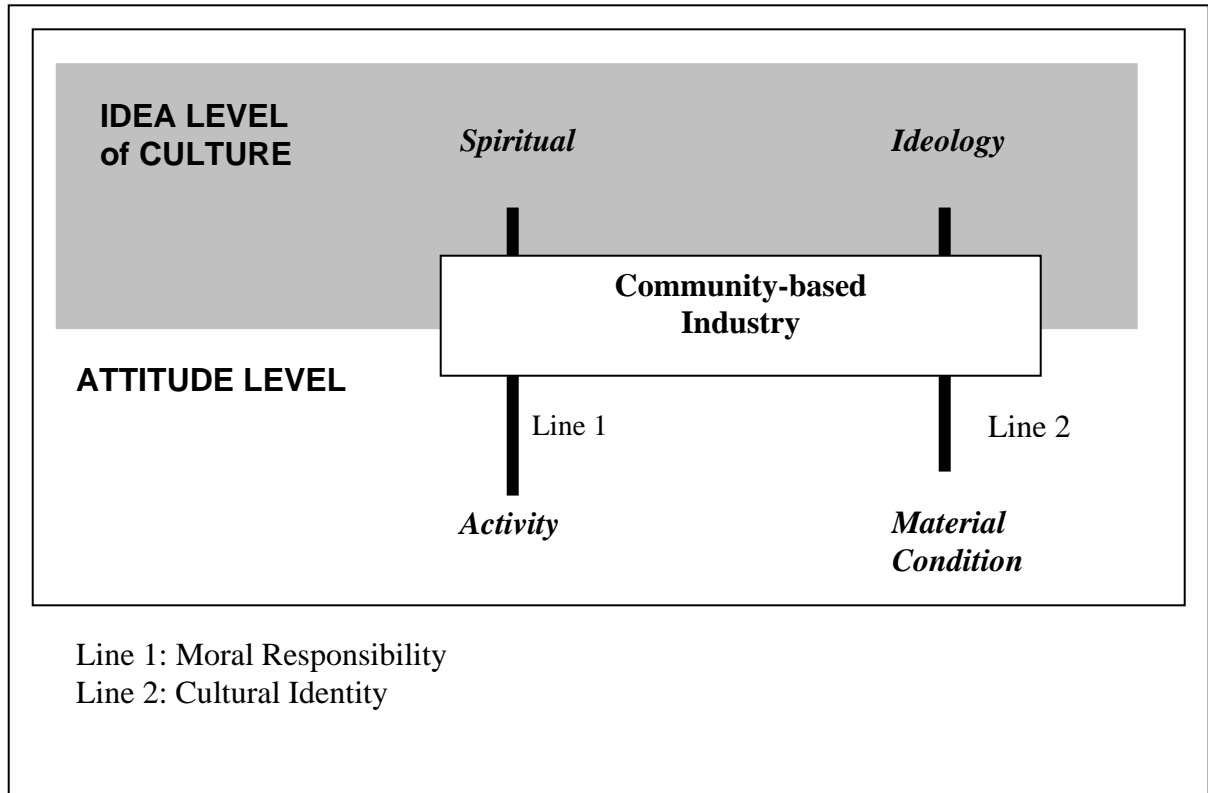 IDEA LEVEL
of CULTURE
Spiritual
Ideology
Community-based
Industry
ATTITUDE LEVEL
Line 1
Line 2
Activity
Material
Condition
Line 1: Moral Responsibility
Line 2: Cultural Identity